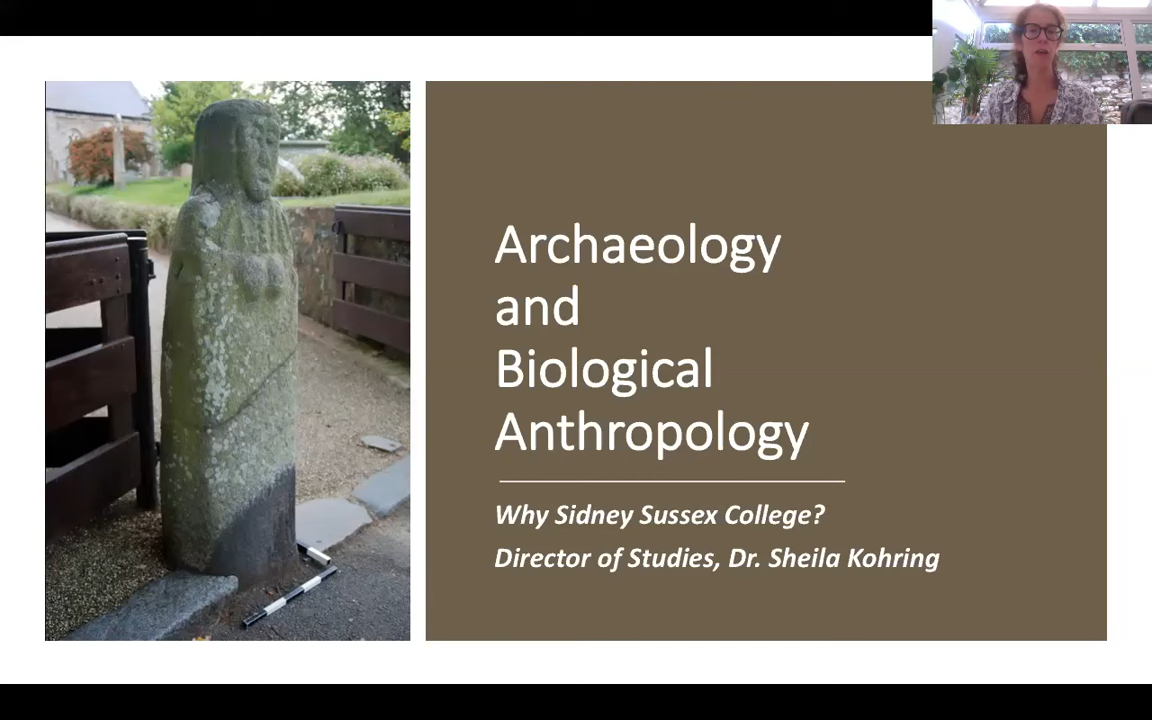 Archaeology
and
Biological
Anthropology
Why Sidney Sussex College?
Director of Studies, Dr. Sheila Kohring